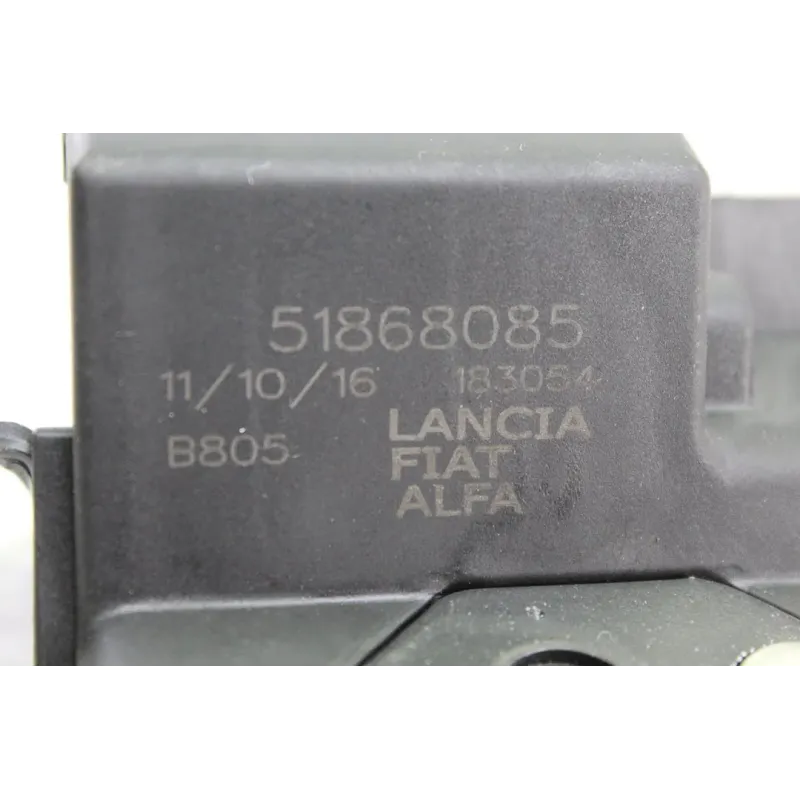 51868085
11/10/16 183054
B805 LANCIA
FIAT
ALFA